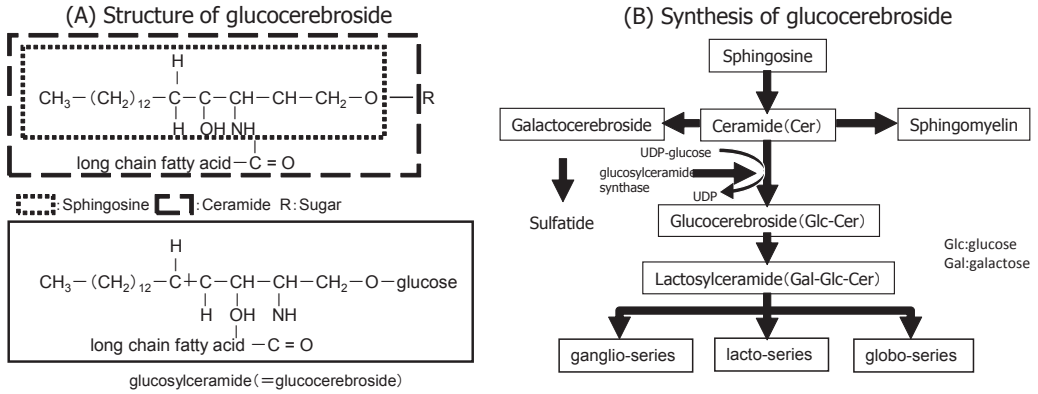 (A) Structure of glucocerebroside
H
CH₃－(CH₂)₁₂－C－C－CH－CH－CH₂－O－R
H OH NH
long chain fatty acid－C = O
:Sphingosine :Ceramide R:Sugar
H
CH₃－(CH₂)₁₂－C＋C－CH－CH－CH₂－O－glucose
H OH NH
long chain fatty acid－C = O
glucosylceramide(=glucocerebroside)
(B) Synthesis of glucocerebroside
Sphingosine
Galactocerebroside Ceramide(Cer) Sphingomyelin
UDP-glucose
glucosylceramide
synthase
UDP
Sulfatide
Glucocerebroside(Glc-Cer)
Glc:glucose
Gal:galactose
Lactosylceramide(Gal-Glc-Cer)
ganglio-series lacto-series globo-series